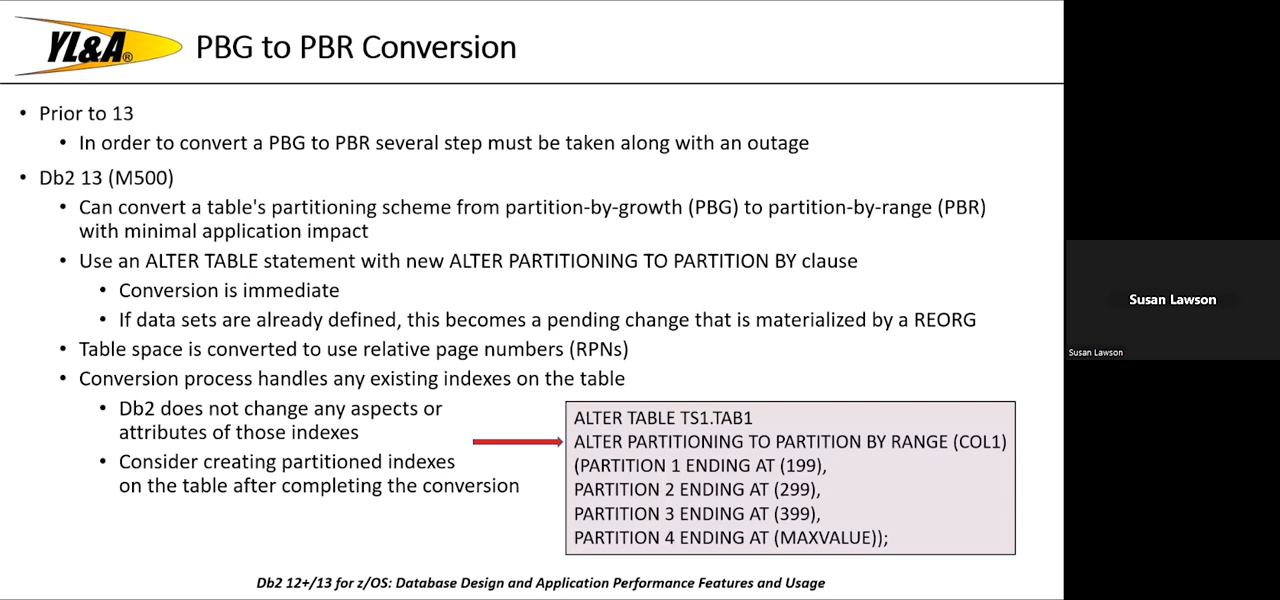 YL&A®
PBG to PBR Conversion
• Prior to 13
• In order to convert a PBG to PBR several step must be taken along with an outage
• Db2 13 (M500)
• Can convert a table's partitioning scheme from partition-by-growth (PBG) to partition-by-range (PBR)
with minimal application impact
• Use an ALTER TABLE statement with new ALTER PARTITIONING TO PARTITION BY clause
• Conversion is immediate
• If data sets are already defined, this becomes a pending change that is materialized by a REORG
• Table space is converted to use relative page numbers (RPNs)
• Conversion process handles any existing indexes on the table
• Db2 does not change any aspects or
attributes of those indexes
• Consider creating partitioned indexes
on the table after completing the conversion
ALTER TABLE TS1.TAB1
ALTER PARTITIONING TO PARTITION BY RANGE (COL1)
(PARTITION 1 ENDING AT (199),
PARTITION 2 ENDING AT (299),
PARTITION 3 ENDING AT (399),
PARTITION 4 ENDING AT (MAXVALUE));
Db2 12+/13 for z/OS: Database Design and Application Performance Features and Usage
Susan Lawson
Susan Lawson